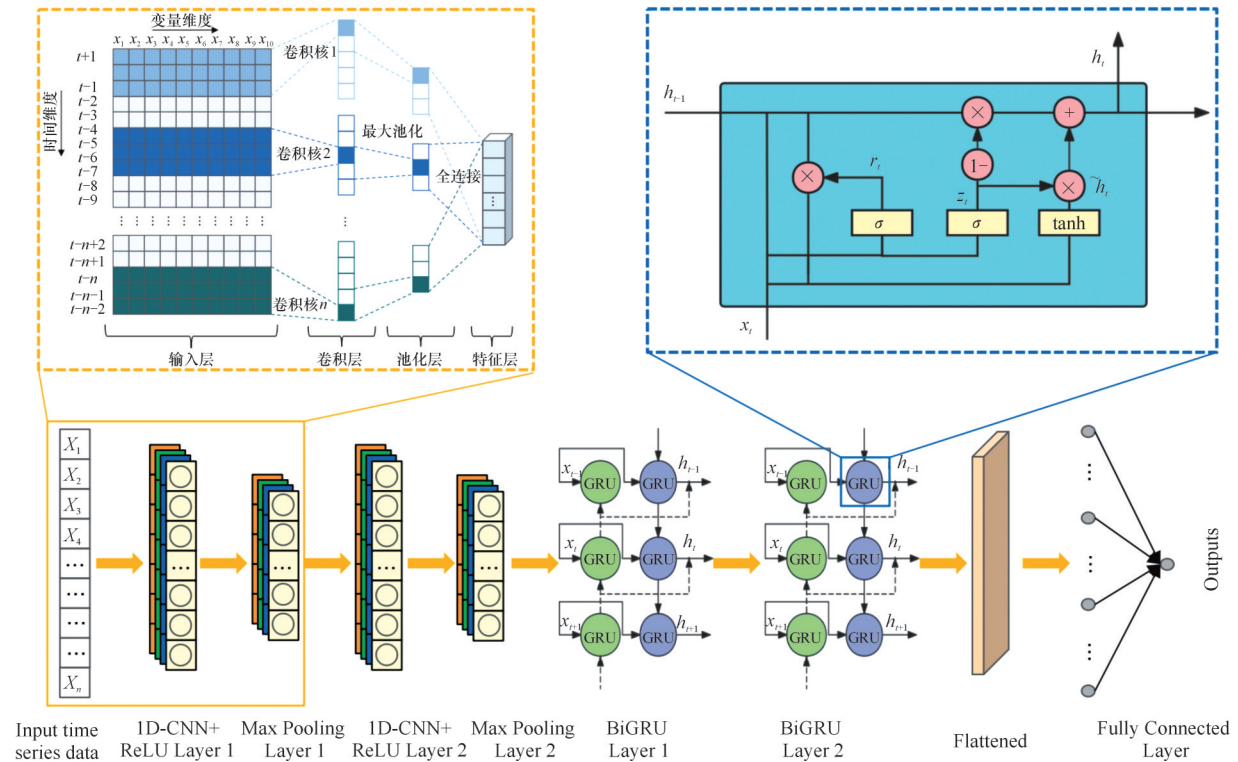 变量维度
x₁ x₂ x₃ x₄ x₅ x₆ x₇ x₈ x₉ x₁₀
时间维度
t+1
t−1
t−2
t−3
t−4
t−5
t−6
t−7
t−8
t−9
t−n+2
t−n+1
t−n
t−n−1
t−n−2
卷积核1
卷积核2
卷积核n
最大池化
全连接
输入层
卷积层
池化层
特征层
hₜ
hₜ₋₁
×
+
1−
rₜ
×
zₜ
×
h̃ₜ
σ
σ
tanh
xₜ
X₁
X₂
X₃
X₄
...
...
Xₙ
...
...
...
...
xₜ₋₁
GRU
GRU
hₜ₋₁
xₜ
GRU
GRU
hₜ
xₜ₊₁
GRU
GRU
hₜ₊₁
xₜ₋₁
GRU
GRU
hₜ₋₁
xₜ
GRU
GRU
hₜ
xₜ₊₁
GRU
GRU
hₜ₊₁
Outputs
Input time
series data
1D-CNN+
ReLU Layer 1
Max Pooling
Layer 1
1D-CNN+
ReLU Layer 2
Max Pooling
Layer 2
BiGRU
Layer 1
BiGRU
Layer 2
Flattened
Fully Connected
Layer